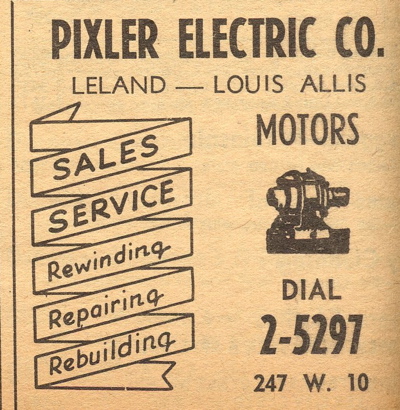 PIXLER ELECTRIC CO.
LELAND — LOUIS ALLIS
SALES
SERVICE
Rewinding
Repairing
Rebuilding
MOTORS
DIAL
2-5297
247 W. 10